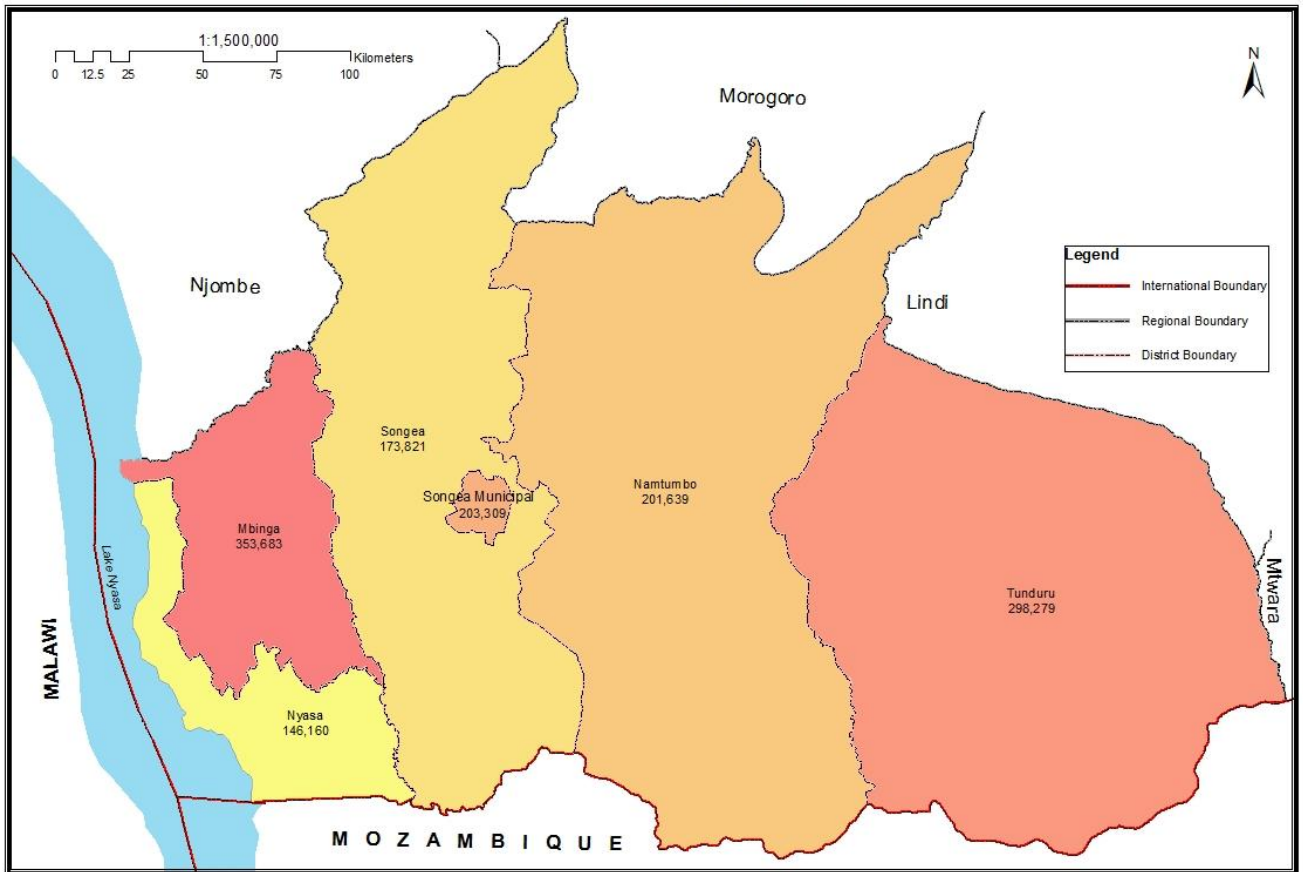 1:1,500,000
Kilometers
0 12.5 25 50 75 100
N
Morogoro
Njombe
Lindi
Legend
International Boundary
Regional Boundary
District Boundary
Songea
173,821
Songea Municipal
203,309
Namtumbo
201,639
Mbinga
353,683
Tunduru
298,279
Mtwara
Lake Nyasa
MALAWI
Nyasa
146,160
MOZAMBIQUE